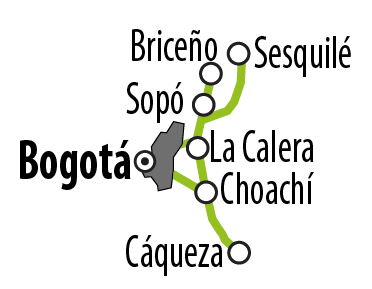 Briceño
Sesquilé
Sopó
La Calera
Bogotá
Choachí
Cáqueza